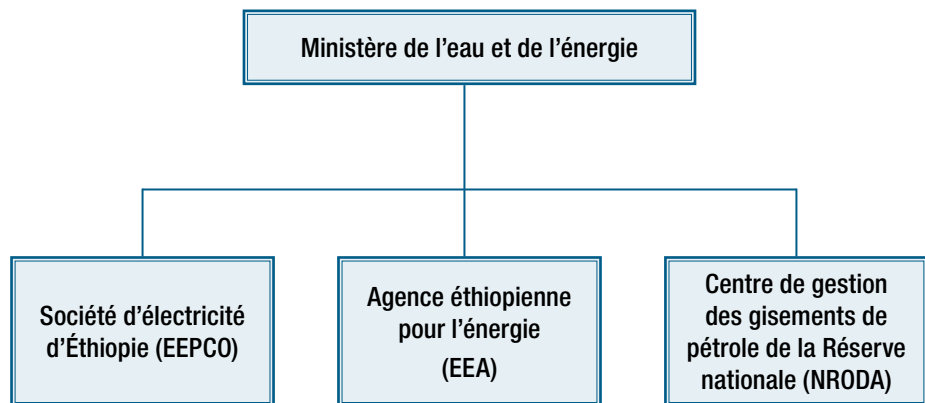 Ministère de l'eau et de l'énergie
Société d'électricité
d'Éthiopie (EEPCO)
Agence éthiopienne
pour l'énergie
(EEA)
Centre de gestion
des gisements de
pétrole de la Réserve
nationale (NRODA)